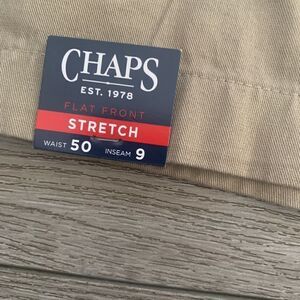 CHAPS
EST. 1978
FLAT FRONT
STRETCH
WAIST 50 INSEAM 9